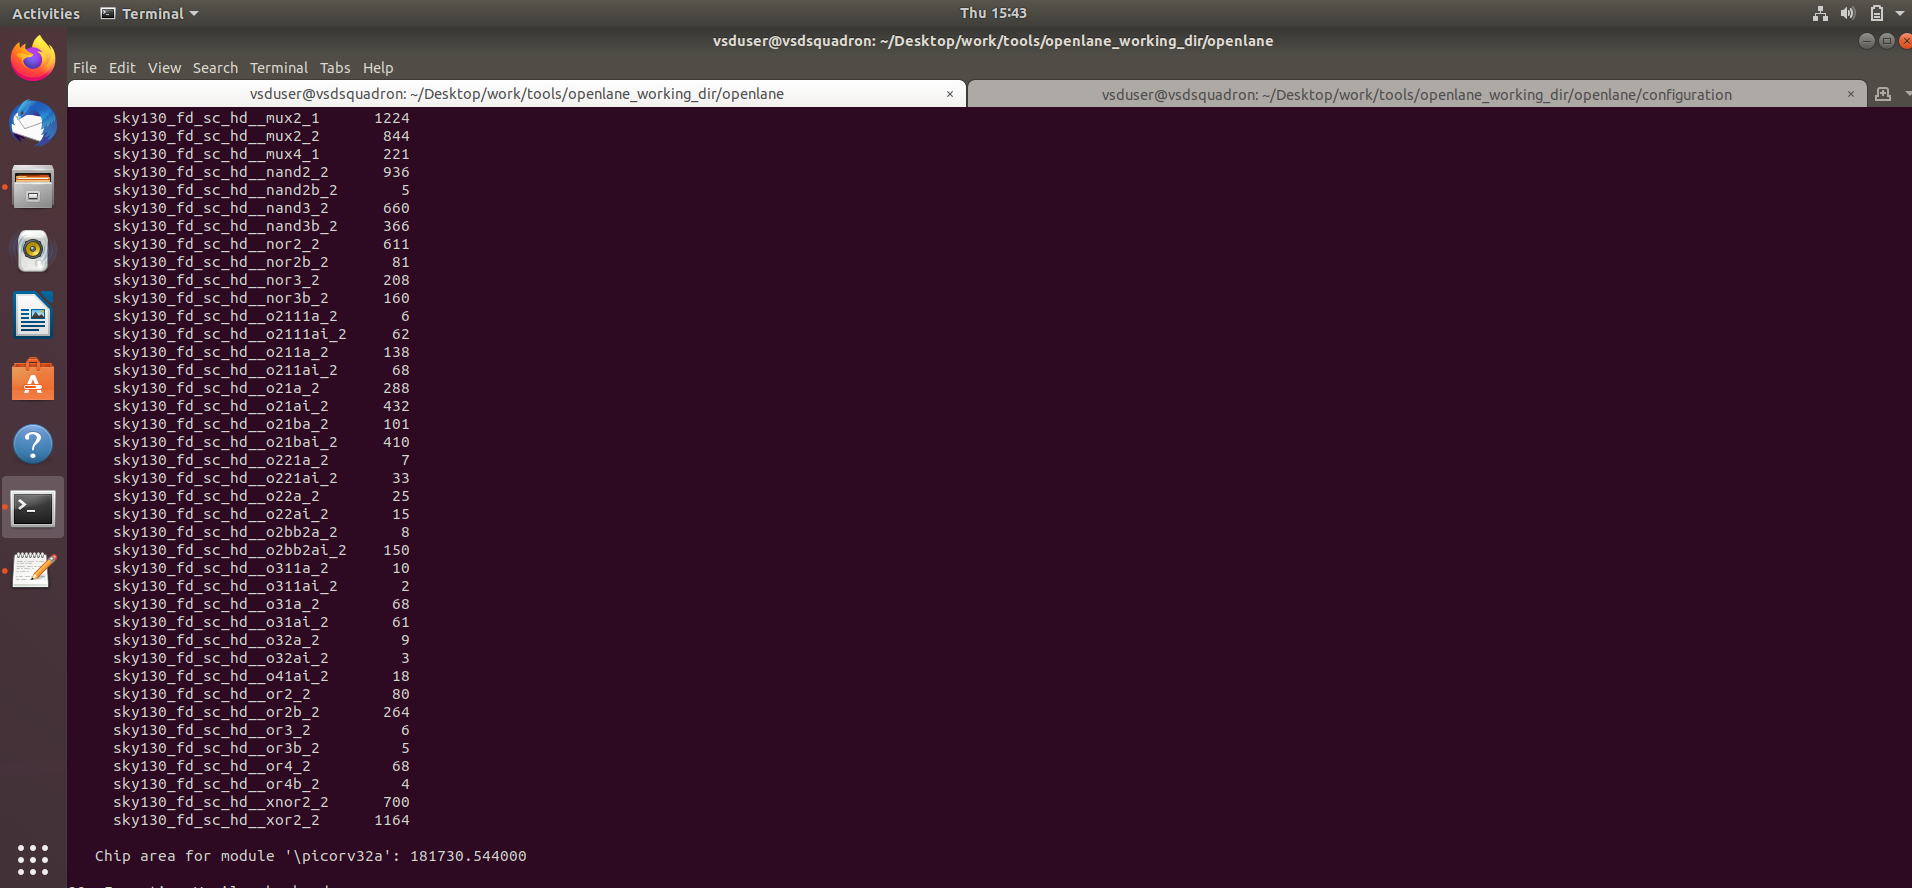 Activities Terminal Thu 15:43
vsduser@vsdsquadron: ~/Desktop/work/tools/openlane_working_dir/openlane
File Edit View Search Terminal Tabs Help
vsduser@vsdsquadron: ~/Desktop/work/tools/openlane_working_dir/openlane × vsduser@vsdsquadron: ~/Desktop/work/tools/openlane_working_dir/openlane/configuration ×
sky130_fd_sc_hd__mux2_1 1224
sky130_fd_sc_hd__mux2_2 844
sky130_fd_sc_hd__mux4_1 221
sky130_fd_sc_hd__nand2_2 936
sky130_fd_sc_hd__nand2b_2 5
sky130_fd_sc_hd__nand3_2 660
sky130_fd_sc_hd__nand3b_2 366
sky130_fd_sc_hd__nor2_2 611
sky130_fd_sc_hd__nor2b_2 81
sky130_fd_sc_hd__nor3_2 208
sky130_fd_sc_hd__nor3b_2 160
sky130_fd_sc_hd__o2111a_2 6
sky130_fd_sc_hd__o2111ai_2 62
sky130_fd_sc_hd__o211a_2 138
sky130_fd_sc_hd__o211ai_2 68
sky130_fd_sc_hd__o21a_2 288
sky130_fd_sc_hd__o21ai_2 432
sky130_fd_sc_hd__o21ba_2 101
sky130_fd_sc_hd__o21bai_2 410
sky130_fd_sc_hd__o221a_2 7
sky130_fd_sc_hd__o221ai_2 33
sky130_fd_sc_hd__o22a_2 25
sky130_fd_sc_hd__o22ai_2 15
sky130_fd_sc_hd__o2bb2a_2 8
sky130_fd_sc_hd__o2bb2ai_2 150
sky130_fd_sc_hd__o311a_2 10
sky130_fd_sc_hd__o311ai_2 2
sky130_fd_sc_hd__o31a_2 68
sky130_fd_sc_hd__o31ai_2 61
sky130_fd_sc_hd__o32a_2 9
sky130_fd_sc_hd__o32ai_2 3
sky130_fd_sc_hd__o41ai_2 18
sky130_fd_sc_hd__or2_2 80
sky130_fd_sc_hd__or2b_2 264
sky130_fd_sc_hd__or3_2 6
sky130_fd_sc_hd__or3b_2 5
sky130_fd_sc_hd__or4_2 68
sky130_fd_sc_hd__or4b_2 4
sky130_fd_sc_hd__xnor2_2 700
sky130_fd_sc_hd__xor2_2 1164
Chip area for module '\picorv32a': 181730.544000